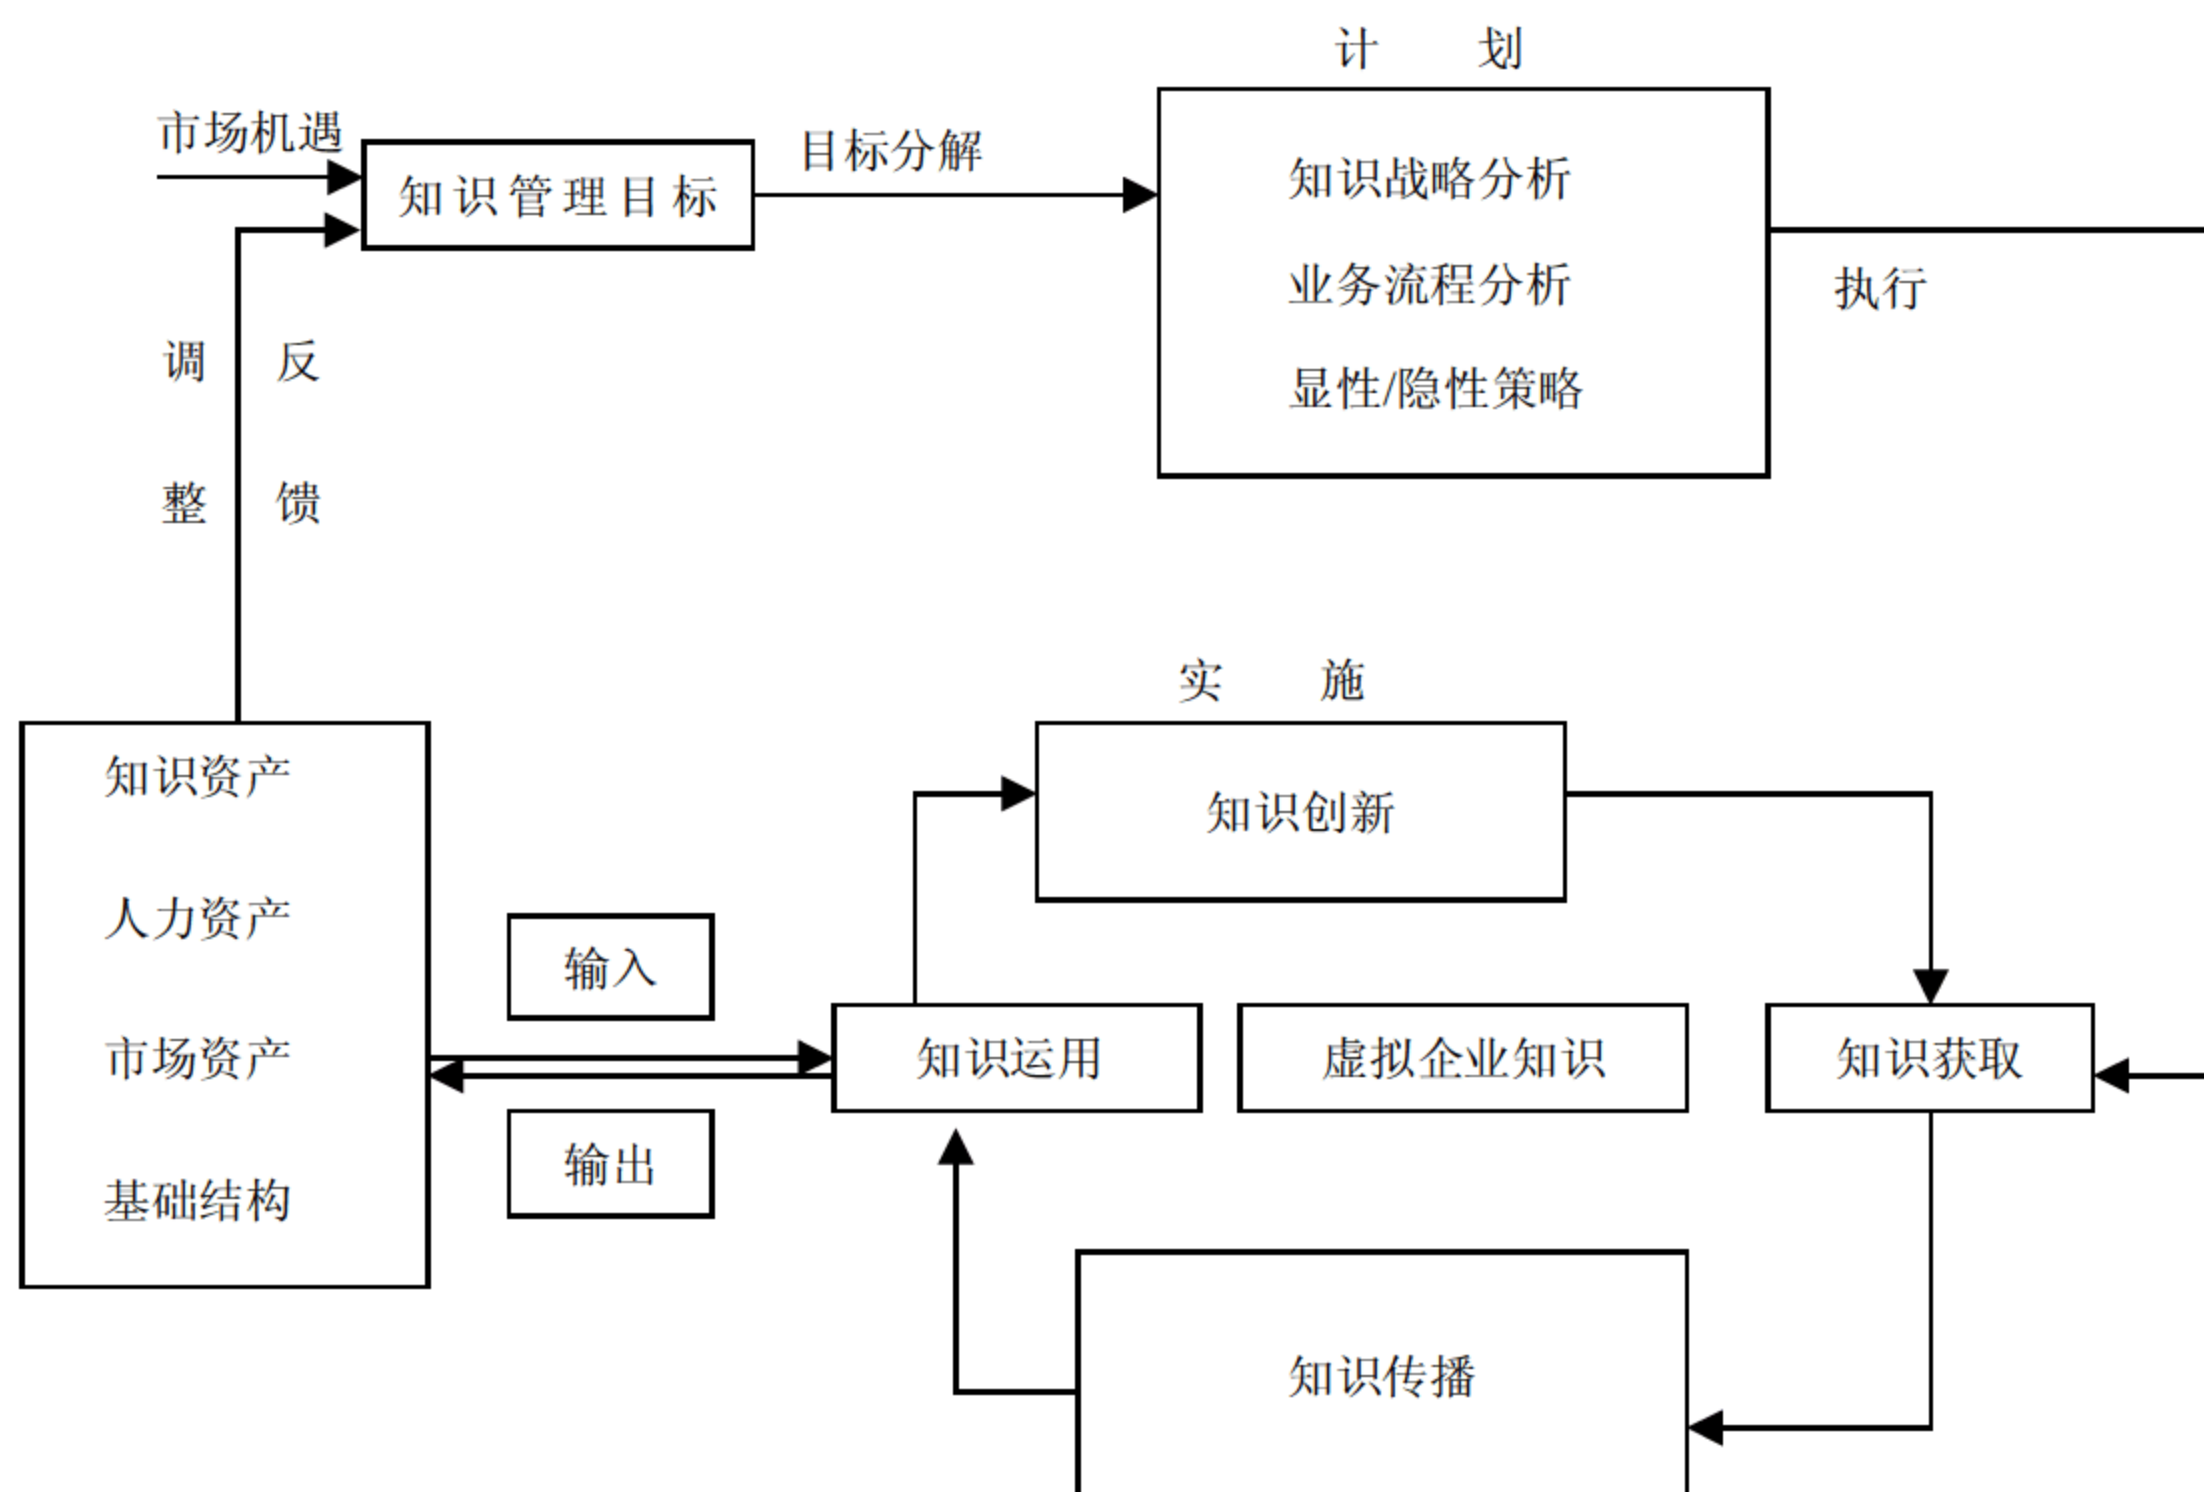 计 划
市场机遇
知识管理目标
目标分解
知识战略分析
业务流程分析
显性/隐性策略
执行
调 反
整 馈
实 施
知识资产
人力资产
市场资产
基础结构
知识创新
输入
输出
知识运用
虚拟企业知识
知识获取
知识传播